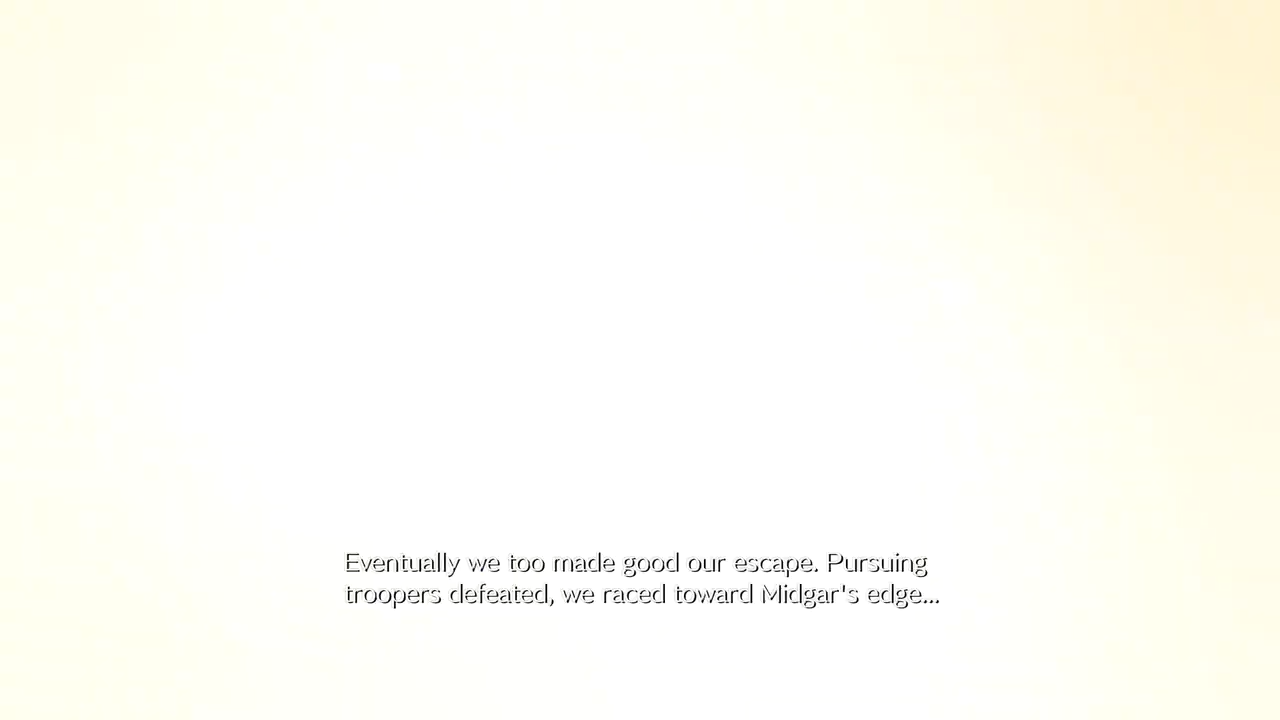 Eventually we too made good our escape. Pursuing
troopers defeated, we raced toward Midgar's edge...